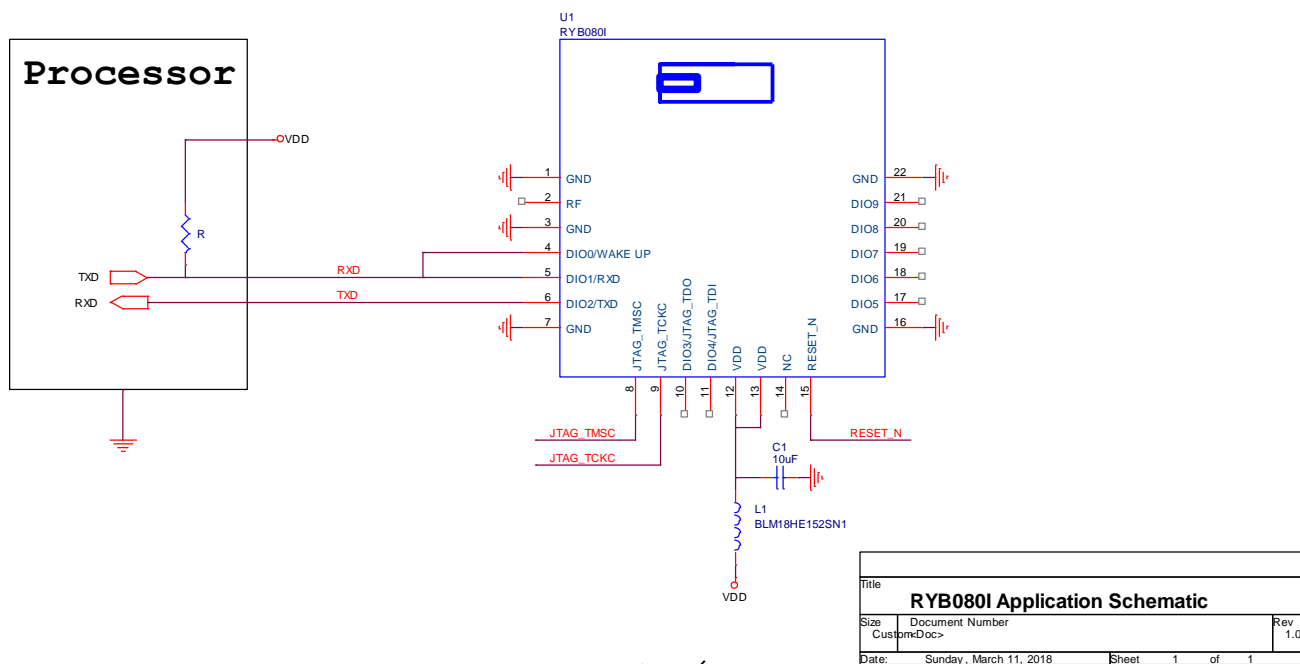 U1
RYB080I
Processor
VDD
R
TXD
RXD
RXD
TXD
1 GND
2 RF
3 GND
4 DIO0/WAKE UP
5 DIO1/RXD
6 DIO2/TXD
7 GND
GND 22
DIO9 21
DIO8 20
DIO7 19
DIO6 18
DIO5 17
GND 16
JTAG_TMSC 8
JTAG_TCKC 9
DIO3/JTAG_TDO 10
DIO4/JTAG_TDI 11
VDD 12
VDD 13
NC 14
RESET_N 15
JTAG_TMSC
JTAG_TCKC
RESET_N
C1
10uF
L1
BLM18HE152SN1
VDD
Title
RYB080I Application Schematic
Size Document Number Rev
Custom <Doc> 1.0
Date: Sunday, March 11, 2018 Sheet 1 of 1